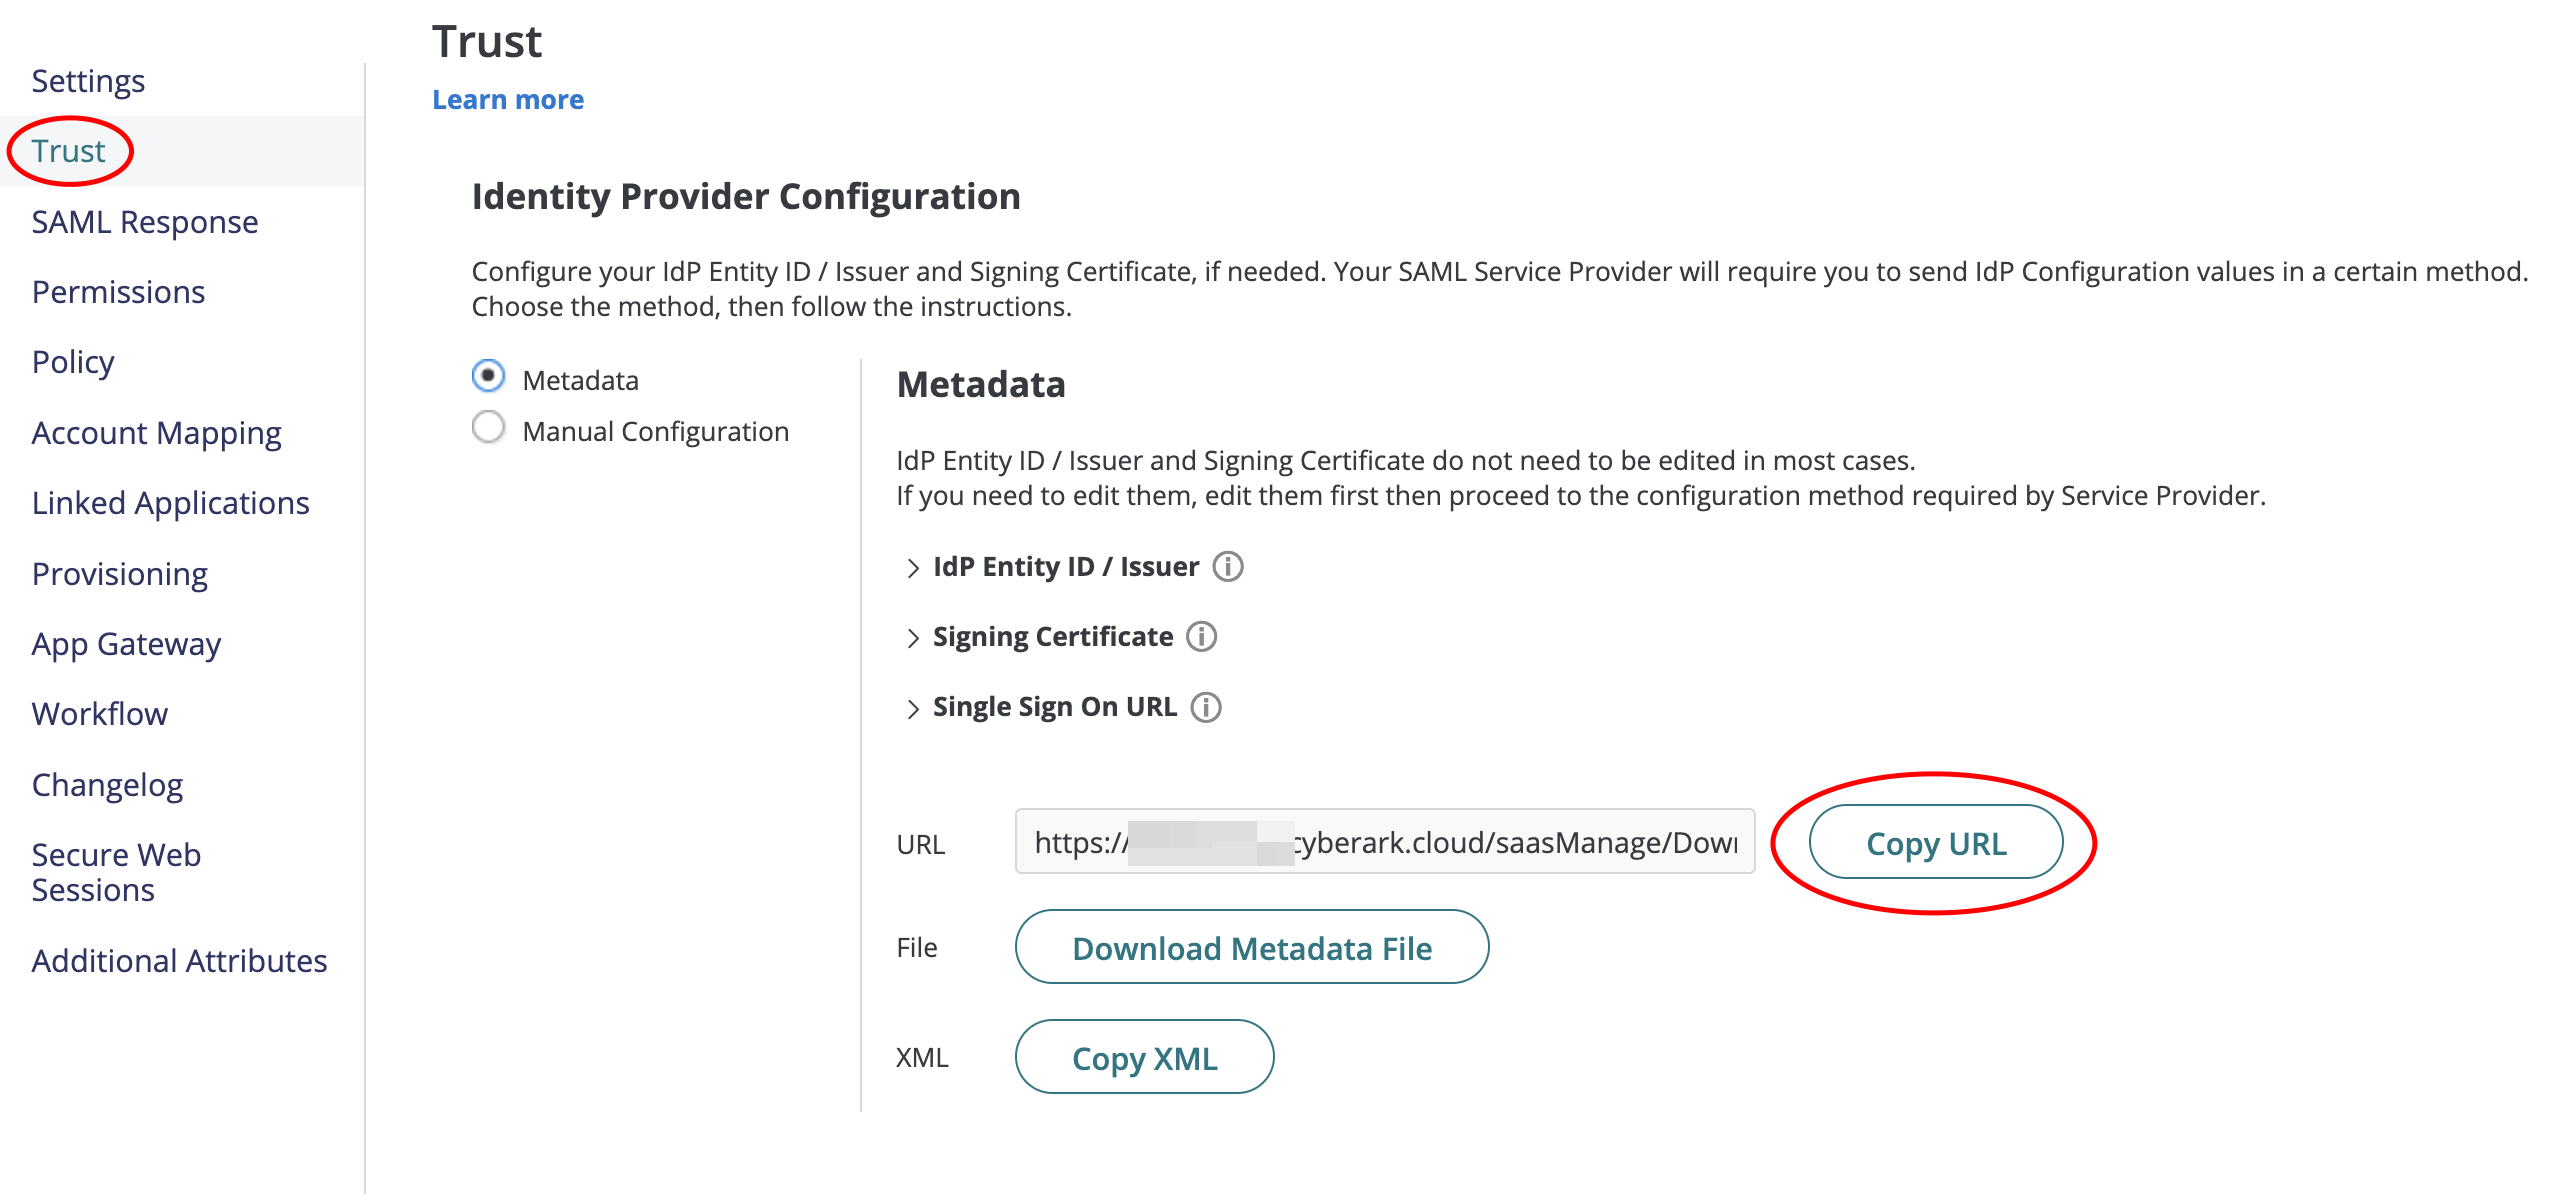 Settings
Trust
SAML Response
Permissions
Policy
Account Mapping
Linked Applications
Provisioning
App Gateway
Workflow
Changelog
Secure Web
Sessions
Additional Attributes
Trust
Learn more
Identity Provider Configuration
Configure your IdP Entity ID / Issuer and Signing Certificate, if needed. Your SAML Service Provider will require you to send IdP Configuration values in a certain method.
Choose the method, then follow the instructions.
Metadata
Manual Configuration
Metadata
IdP Entity ID / Issuer and Signing Certificate do not need to be edited in most cases.
If you need to edit them, edit them first then proceed to the configuration method required by Service Provider.
IdP Entity ID / Issuer
Signing Certificate
Single Sign On URL
URL https:// cyberark.cloud/saasManage/Down Copy URL
File Download Metadata File
XML Copy XML